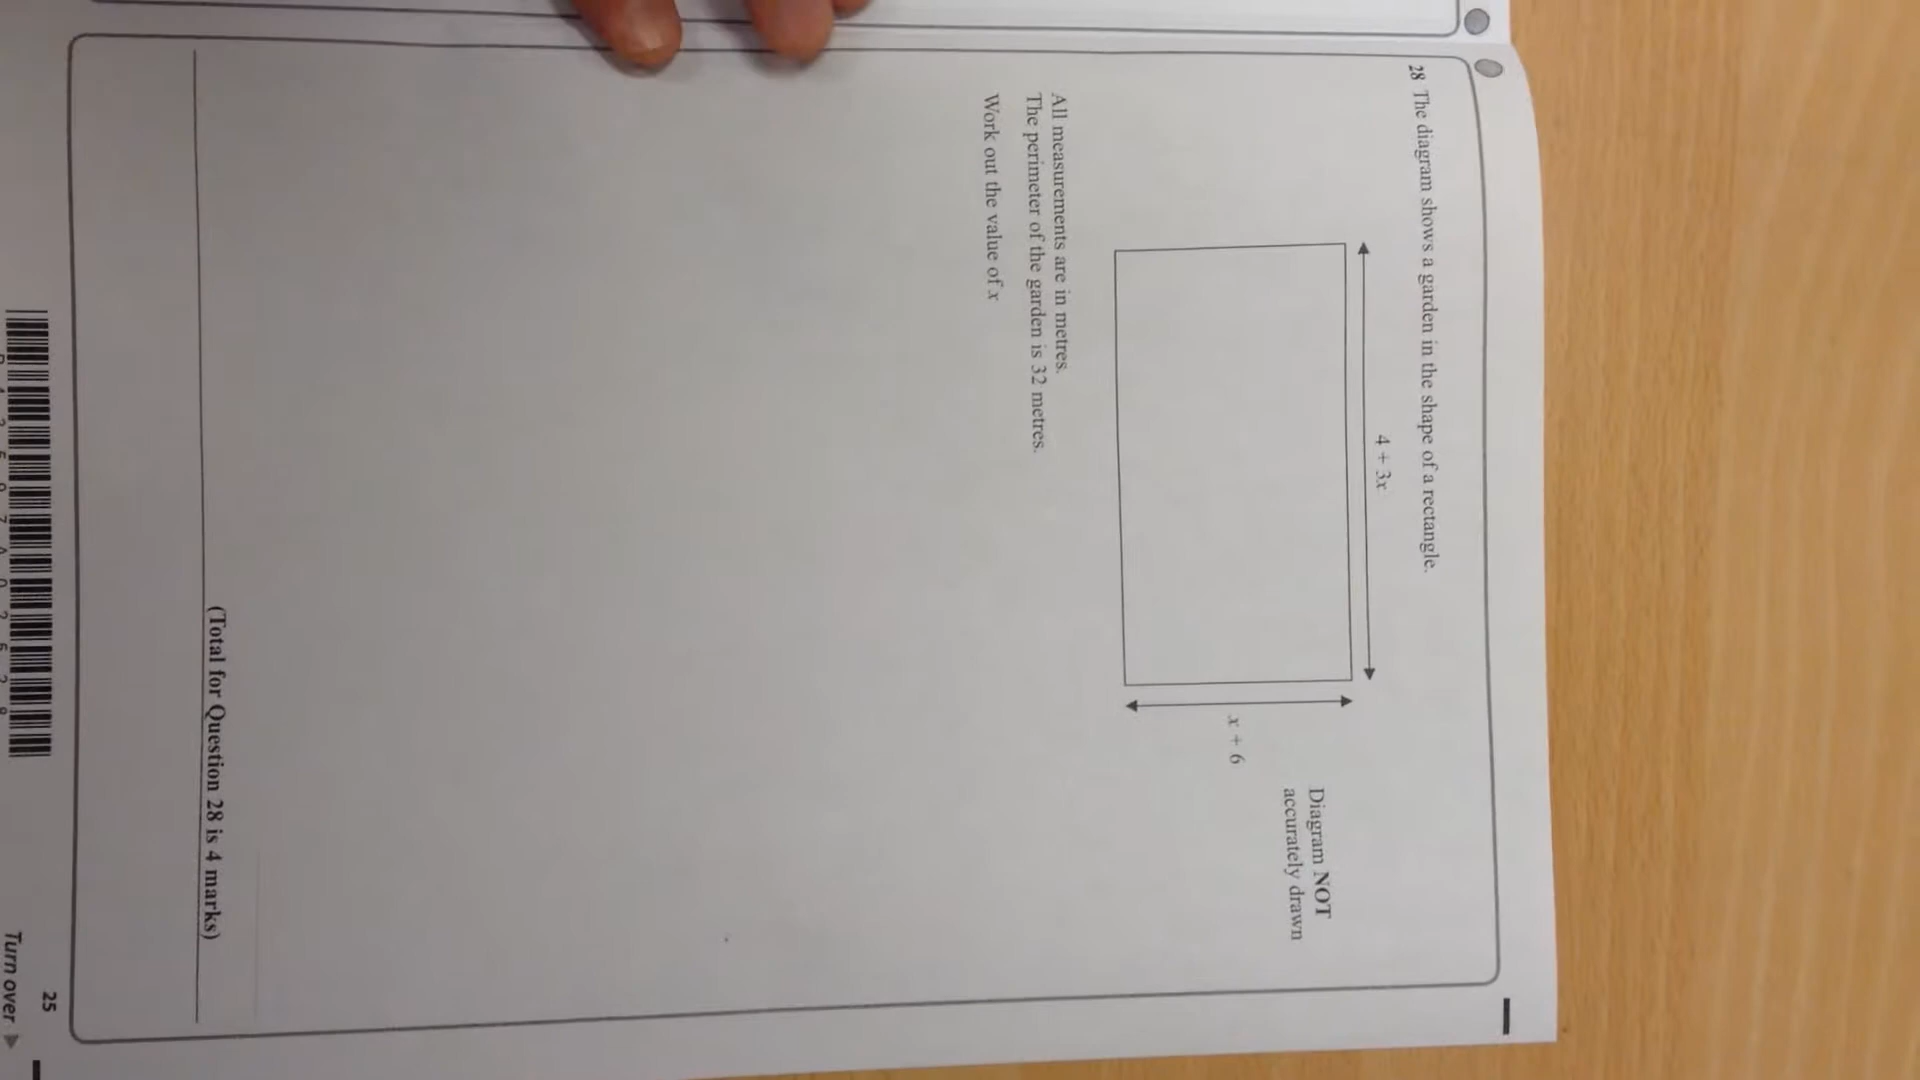 28 The diagram shows a garden in the shape of a rectangle.
4 + 3x
Diagram NOT
accurately drawn
x + 6
All measurements are in metres.
The perimeter of the garden is 32 metres.
Work out the value of x
(Total for Question 28 is 4 marks)
25
Turn over